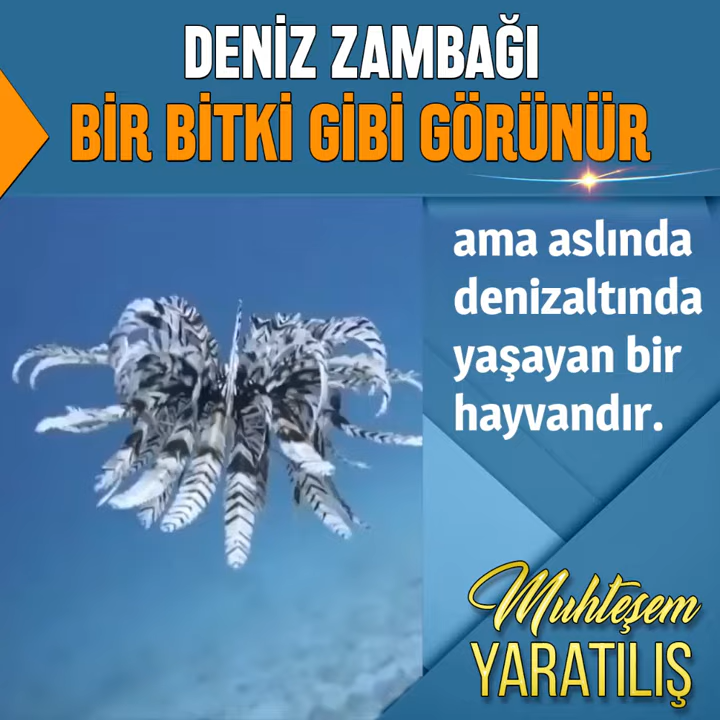 DENİZ ZAMBAĞI
BİR BİTKİ GİBİ GÖRÜNÜR
ama aslında
denizaltında
yaşayan bir
hayvandır.
Muhteşem
YARATILIŞ